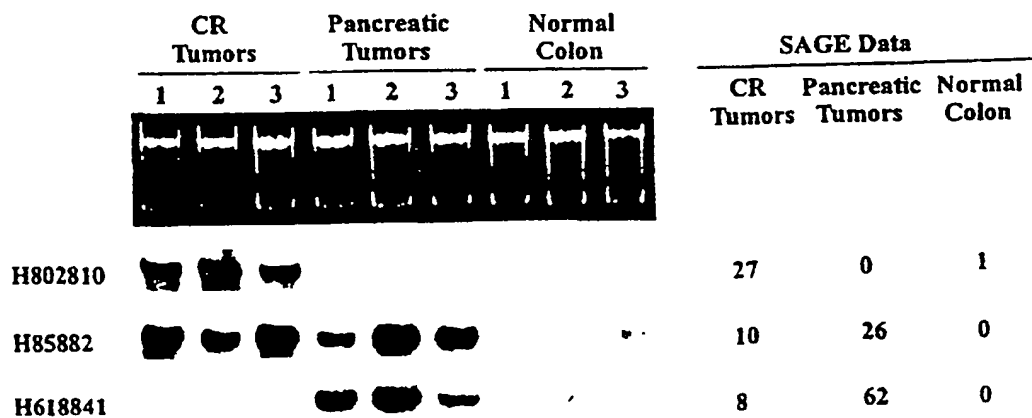 CR Tumors Pancreatic Tumors Normal Colon
1 2 3 1 2 3 1 2 3
SAGE Data
CR Tumors Pancreatic Tumors Normal Colon
H802810 27 0 1
H85882 10 26 0
H618841 8 62 0